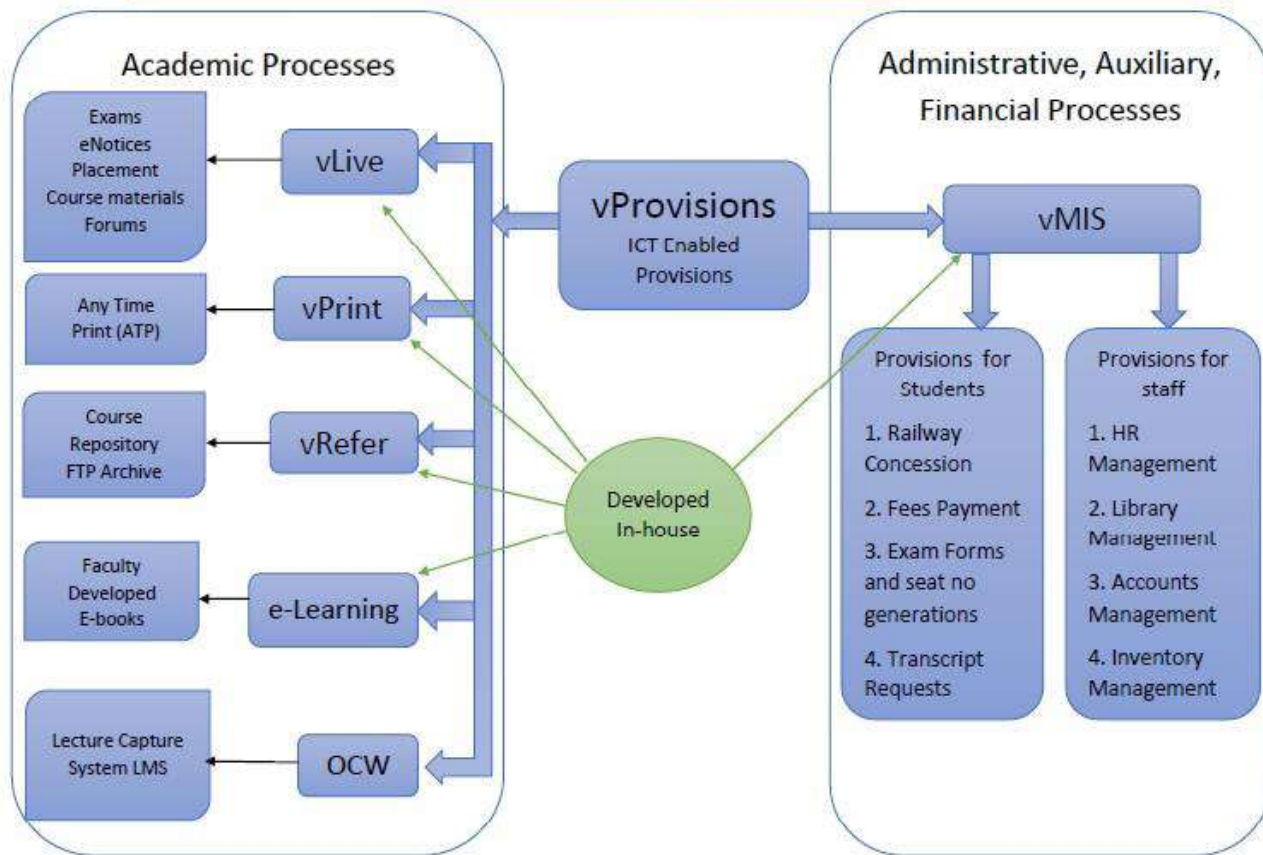 Academic Processes
Exams
eNotices
Placement
Course materials
Forums
vLive
Any Time
Print (ATP)
vPrint
Course
Repository
FTP Archive
vRefer
Faculty
Developed
E-books
e-Learning
Lecture Capture
System LMS
OCW
vProvisions
ICT Enabled
Provisions
Developed
In-house
Administrative, Auxiliary,
Financial Processes
vMIS
Provisions for
Students
1. Railway
Concession
2. Fees Payment
3. Exam Forms
and seat no
generations
4. Transcript
Requests
Provisions for
staff
1. HR
Management
2. Library
Management
3. Accounts
Management
4. Inventory
Management